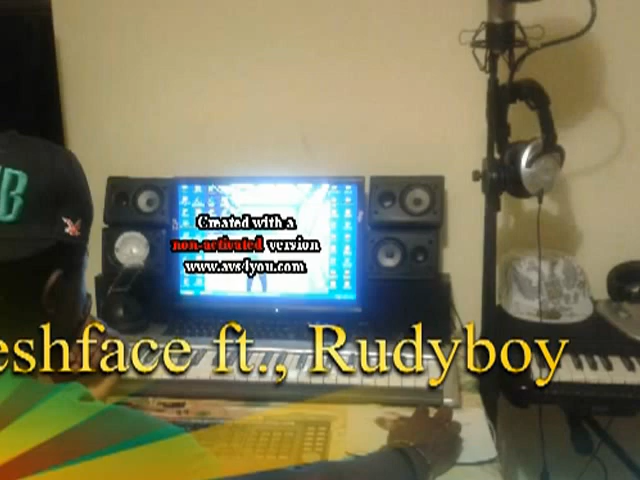 B
Created with a
non-activated version
www.avs4you.com
eshface ft., Rudyboy